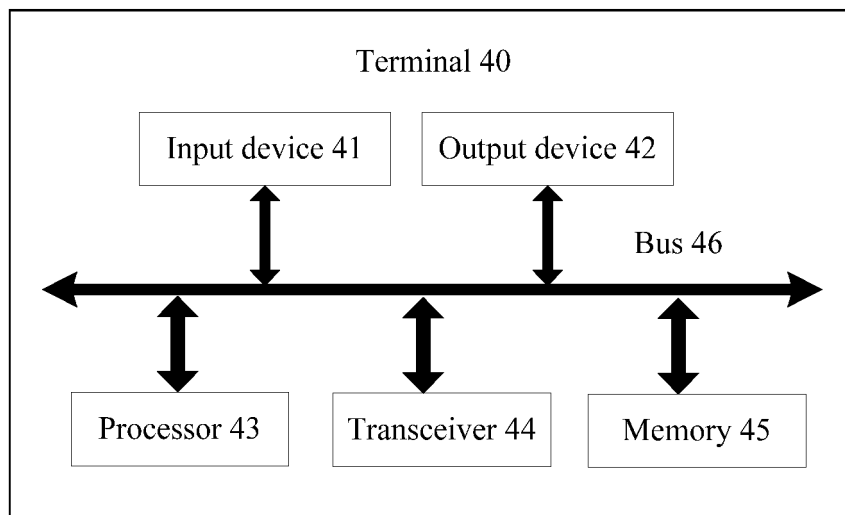 Terminal 40
Input device 41
Output device 42
Bus 46
Processor 43
Transceiver 44
Memory 45